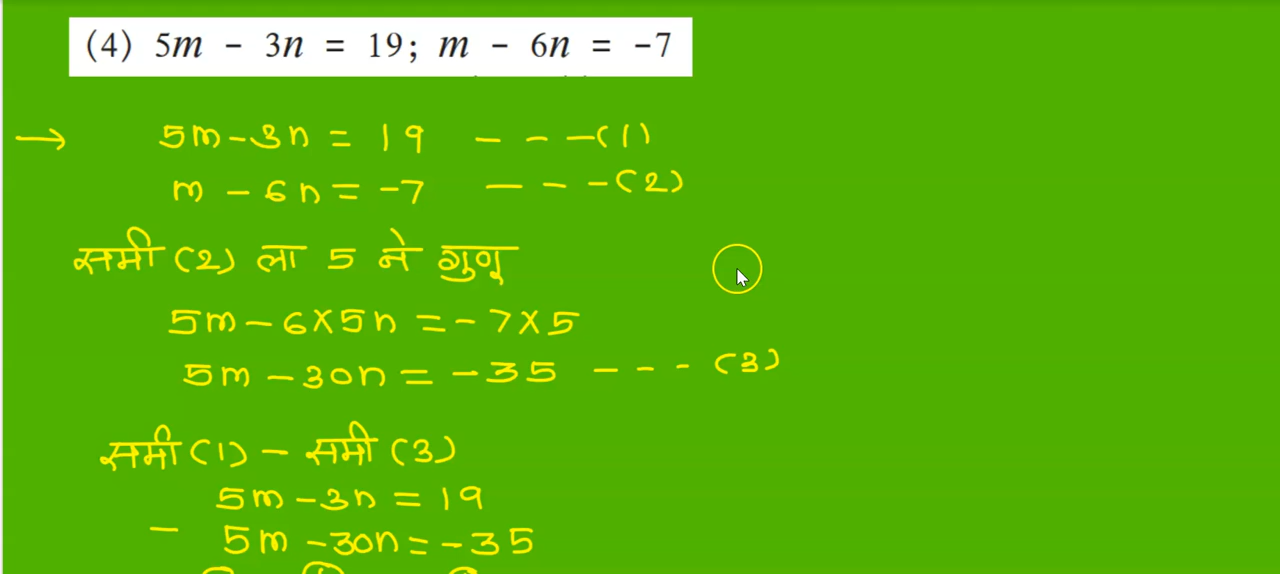 (4) 5m - 3n = 19; m - 6n = -7
→ 5m - 3n = 19 - - - (1)
m - 6n = -7 - - - (2)
समी (2) ला 5 ने गुणू
5m - 6×5n = -7×5
5m - 30n = -35 - - - (3)
समी (1) - समी (3)
5m - 3n = 19
- 5m - 30n = -35